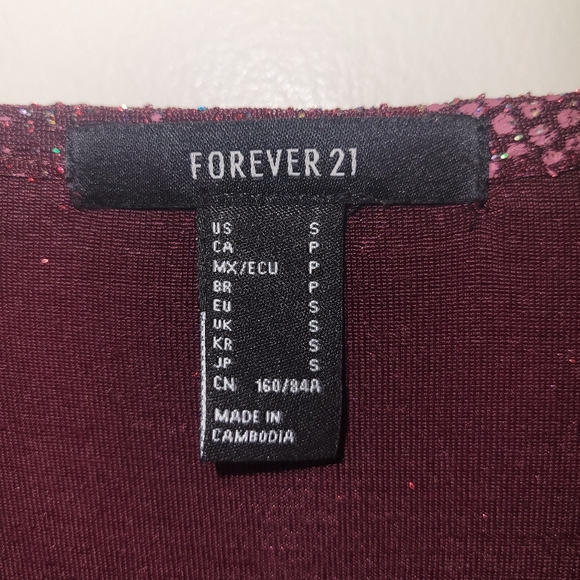 FOREVER 21
US S
CA P
MX/ECU P
BR P
EU S
UK S
KR S
JP S
CN 160/84A
MADE IN
CAMBODIA